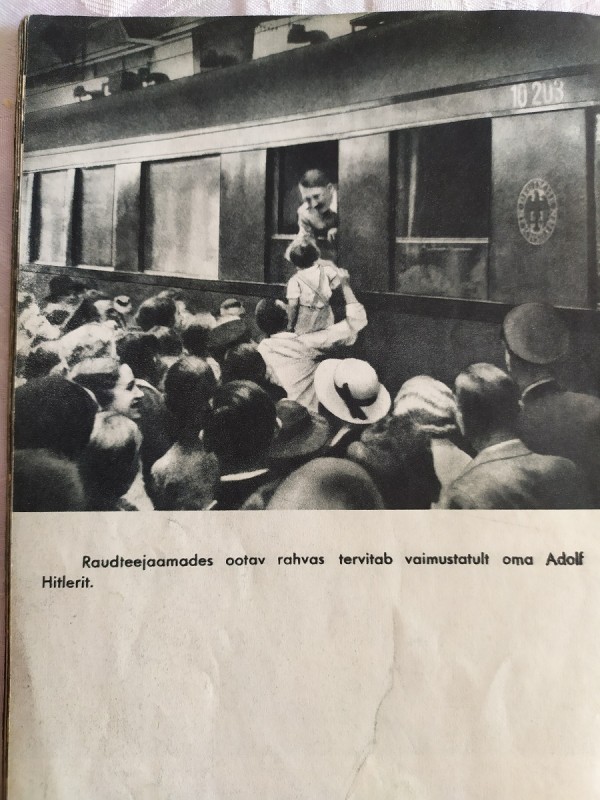 10 203
Raudteejaamades ootav rahvas tervitab vaimustatult oma Adolf
Hitlerit.